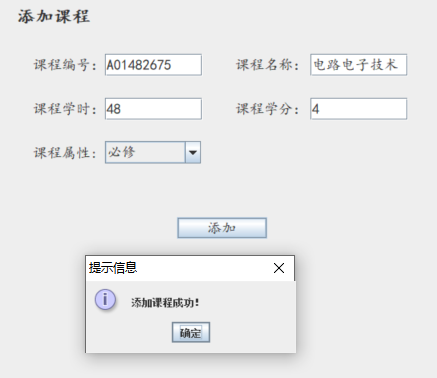 添加课程
课程编号: A01482675 课程名称: 电路电子技术
课程学时: 48 课程学分: 4
课程属性: 必修
添加
提示信息
添加课程成功!
确定